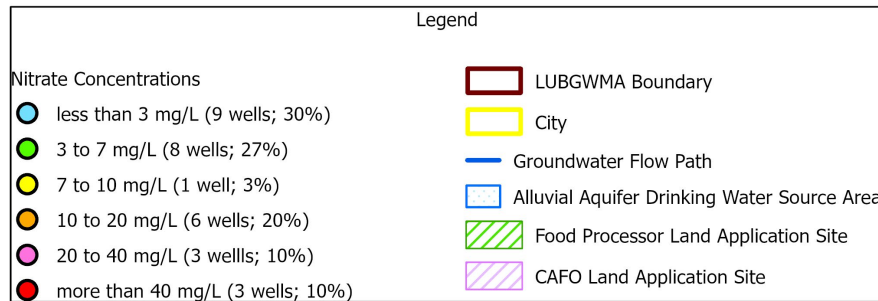 Legend
Nitrate Concentrations
less than 3 mg/L (9 wells; 30%)
3 to 7 mg/L (8 wells; 27%)
7 to 10 mg/L (1 well; 3%)
10 to 20 mg/L (6 wells; 20%)
20 to 40 mg/L (3 wellls; 10%)
more than 40 mg/L (3 wells; 10%)
LUBGWMA Boundary
City
Groundwater Flow Path
Alluvial Aquifer Drinking Water Source Area
Food Processor Land Application Site
CAFO Land Application Site